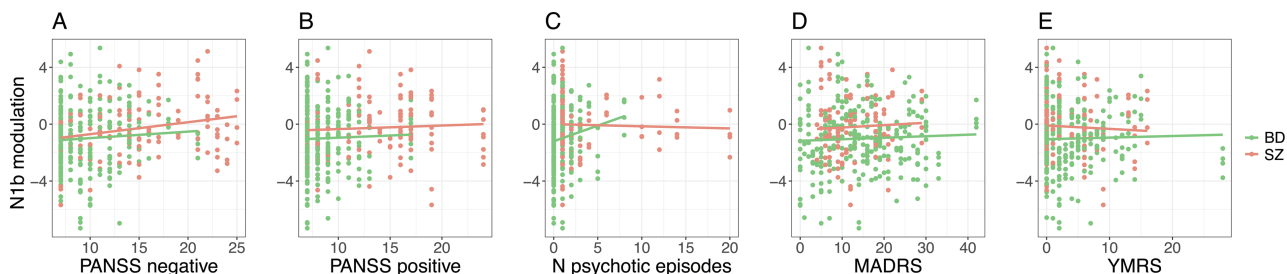 A B C D E
N1b modulation
4 4 4 4 4
0 0 0 0 0
−4 −4 −4 −4 −4
BD
SZ
10 15 20 25 10 15 20 0 5 10 15 20 0 10 20 30 40 0 10 20
PANSS negative PANSS positive N psychotic episodes MADRS YMRS